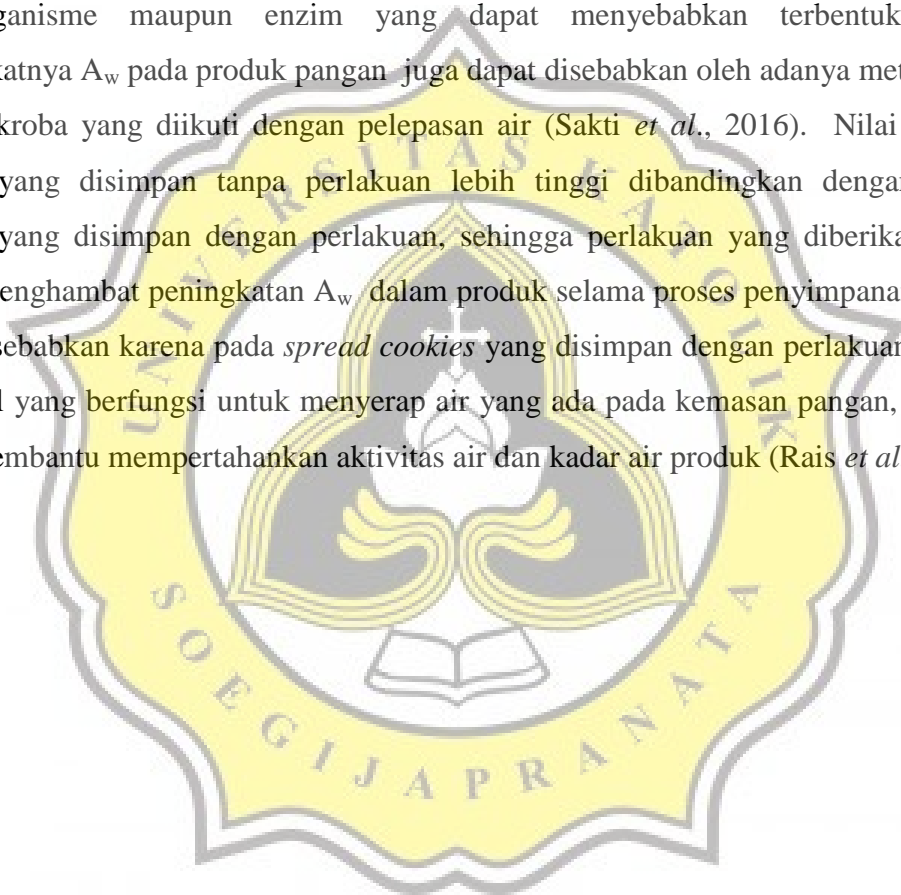 ganisme maupun enzim yang dapat menyebabkan terbentuk
katnya Aw pada produk pangan juga dapat disebabkan oleh adanya met
kroba yang diikuti dengan pelepasan air (Sakti et al., 2016). Nilai
yang disimpan tanpa perlakuan lebih tinggi dibandingkan dengan
yang disimpan dengan perlakuan, sehingga perlakuan yang diberika
enghambat peningkatan Aw dalam produk selama proses penyimpana
sebabkan karena pada spread cookies yang disimpan dengan perlakuan
l yang berfungsi untuk menyerap air yang ada pada kemasan pangan,
embantu mempertahankan aktivitas air dan kadar air produk (Rais et al
UNIVERSITAS KATOLIK
SOEGIJAPRANATA